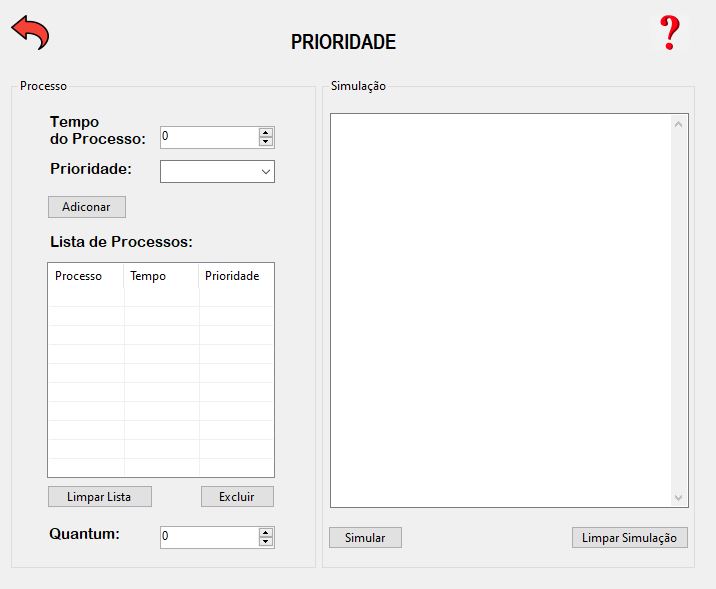 ?
PRIORIDADE
Processo
Tempo
do Processo:
0
Prioridade:
Adiconar
Lista de Processos:
Processo Tempo Prioridade
Limpar Lista Excluir
Quantum:
0
Simulação
Simular Limpar Simulação